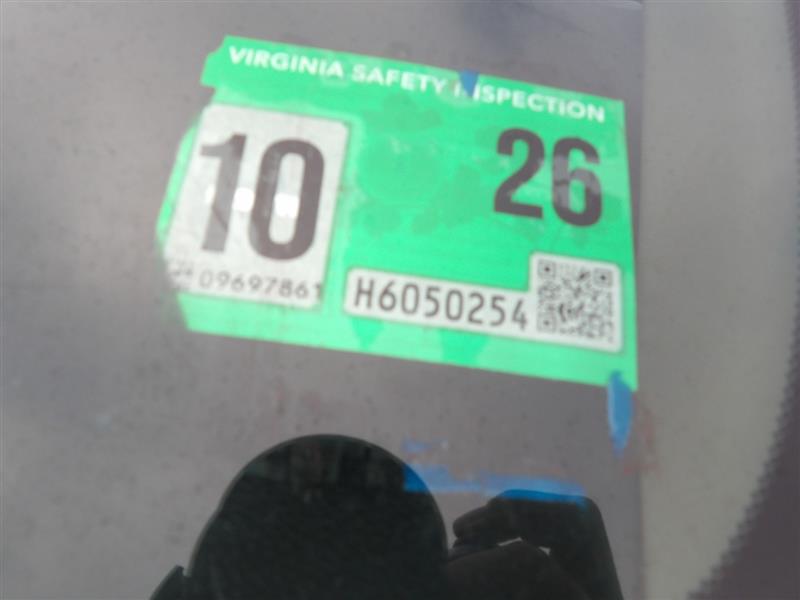 VIRGINIA SAFETY INSPECTION
10 26
09697861
H6050254